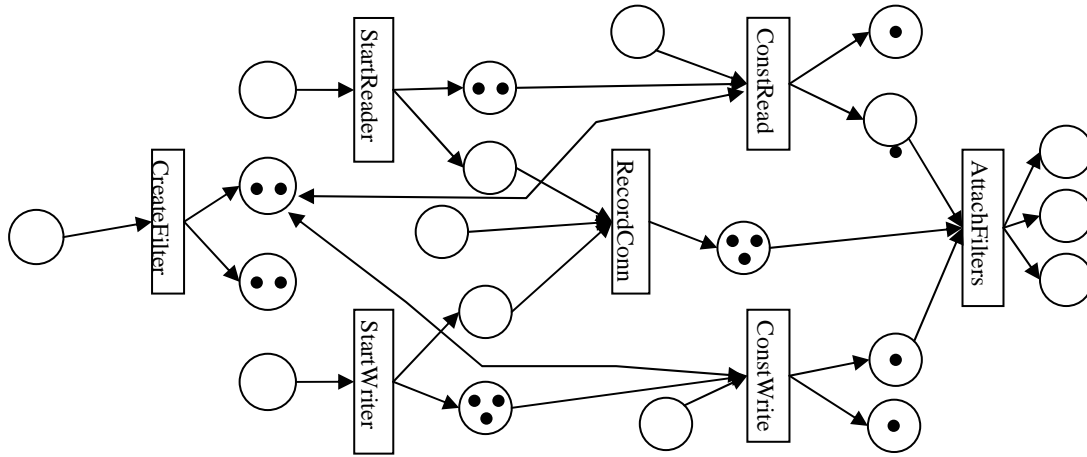 CreateFilter
StartReader
StartWriter
RecordConn
ConstRead
ConstWrite
AttachFilters